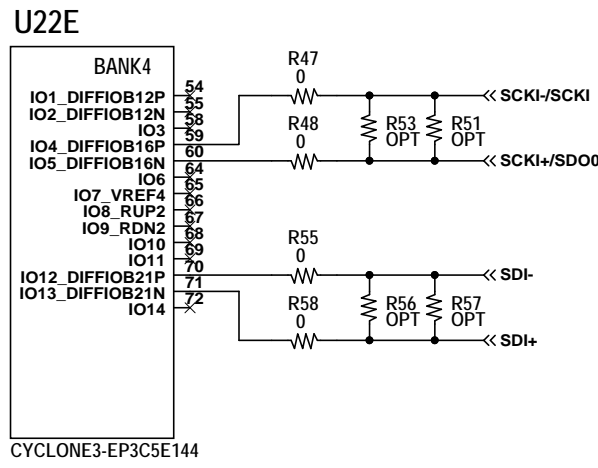 U22E
BANK4
IO1_DIFFIOB12P 54
IO2_DIFFIOB12N 55
IO3 58
IO4_DIFFIOB16P 59
IO5_DIFFIOB16N 60
IO6 64
IO7_VREF4 65
IO8_RUP2 66
IO9_RDN2 67
IO10 68
IO11 69
IO12_DIFFIOB21P 70
IO13_DIFFIOB21N 71
IO14 72
CYCLONE3-EP3C5E144
R47
0
SCKI-/SCKI
R48
0
R53
OPT
R51
OPT
SCKI+/SDO0
R55
0
SDI-
R58
0
R56
OPT
R57
OPT
SDI+